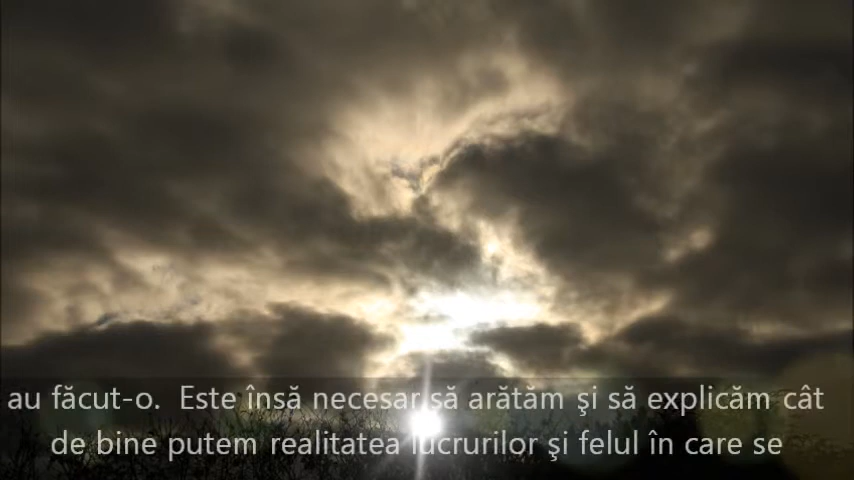 au făcut-o.  Este însă necesar să arătăm şi să explicăm cât
de bine putem realitatea lucrurilor şi felul în care se